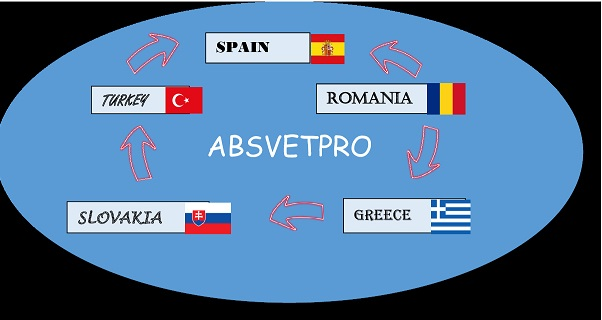 SPAIN
TURKEY
ROMANIA
ABSVETPRO
SLOVAKIA
GREECE